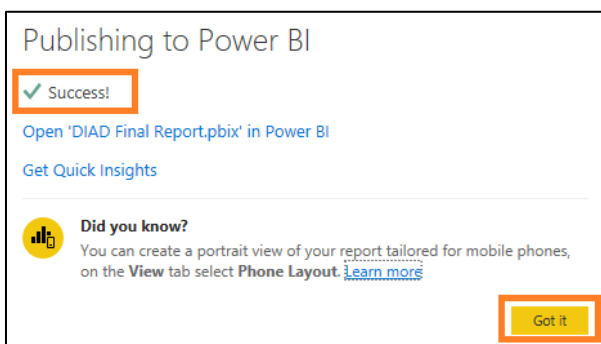 Publishing to Power BI
Success!
Open 'DIAD Final Report.pbix' in Power BI
Get Quick Insights
Did you know?
You can create a portrait view of your report tailored for mobile phones,
on the View tab select Phone Layout. Learn more
Got it